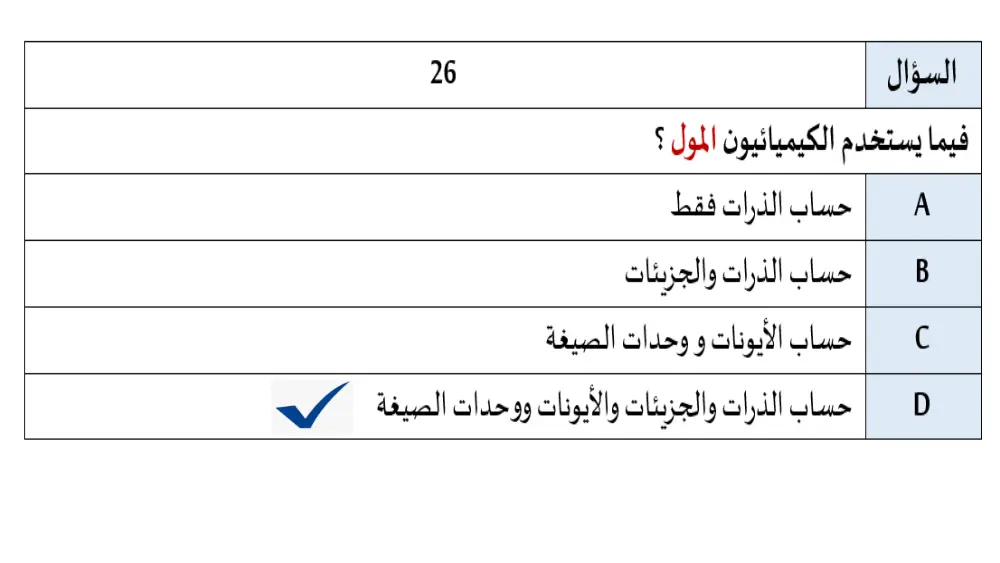 السؤال 26
فيما يستخدم الكيميائيون المول ؟
A حساب الذرات فقط
B حساب الذرات والجزيئات
C حساب الأيونات و وحدات الصيغة
D حساب الذرات والجزيئات والأيونات ووحدات الصيغة